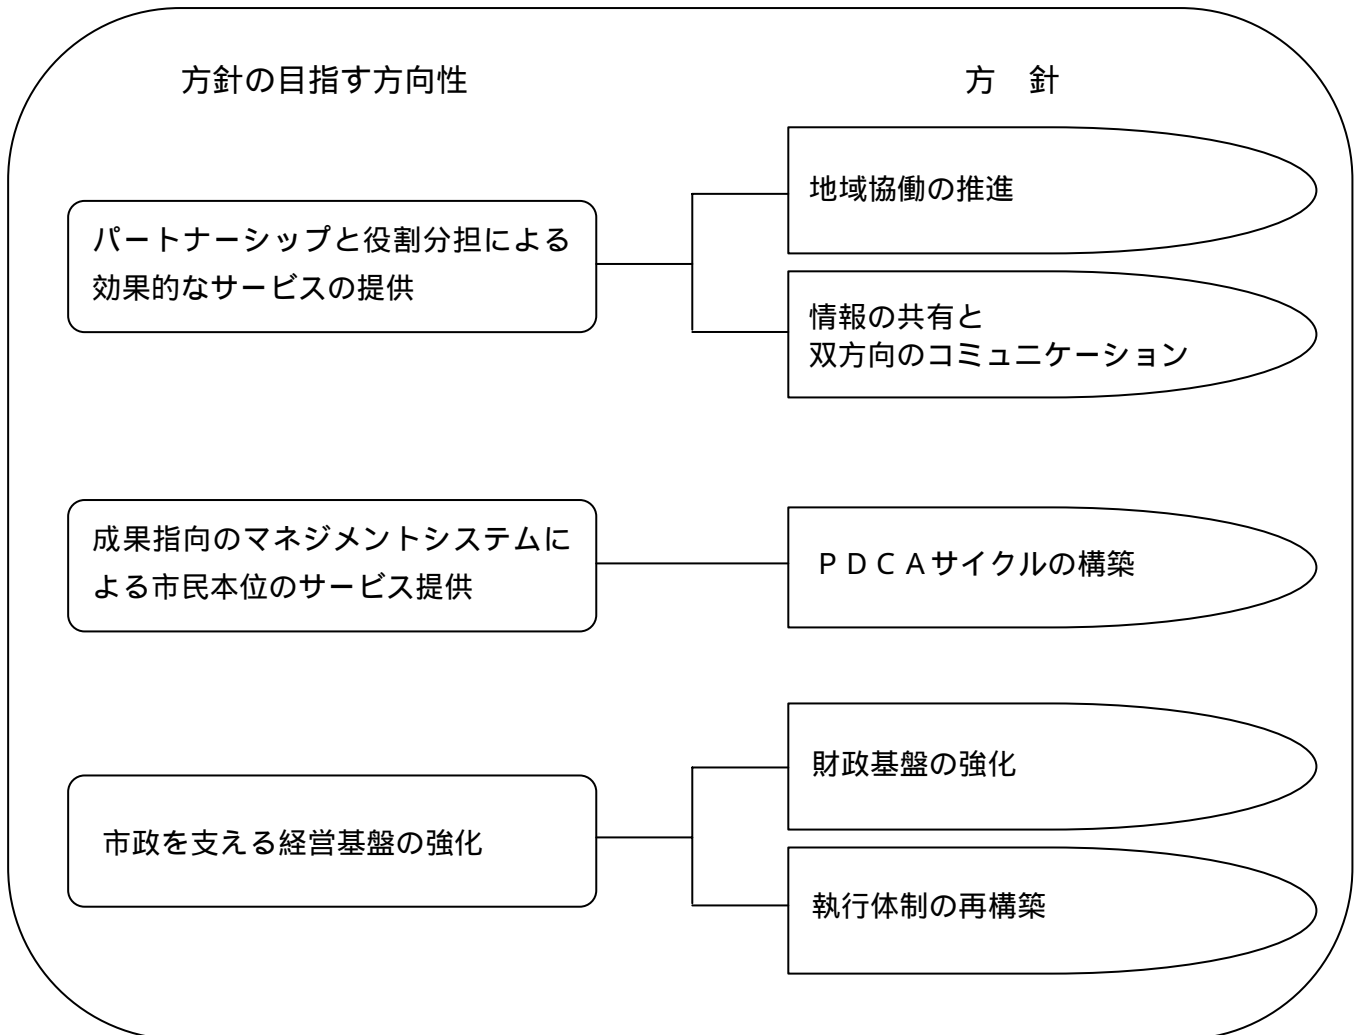 方針の目指す方向性
方　針
パートナーシップと役割分担による
効果的なサービスの提供
地域協働の推進
情報の共有と
双方向のコミュニケーション
成果指向のマネジメントシステムに
よる市民本位のサービス提供
ＰＤＣＡサイクルの構築
市政を支える経営基盤の強化
財政基盤の強化
執行体制の再構築